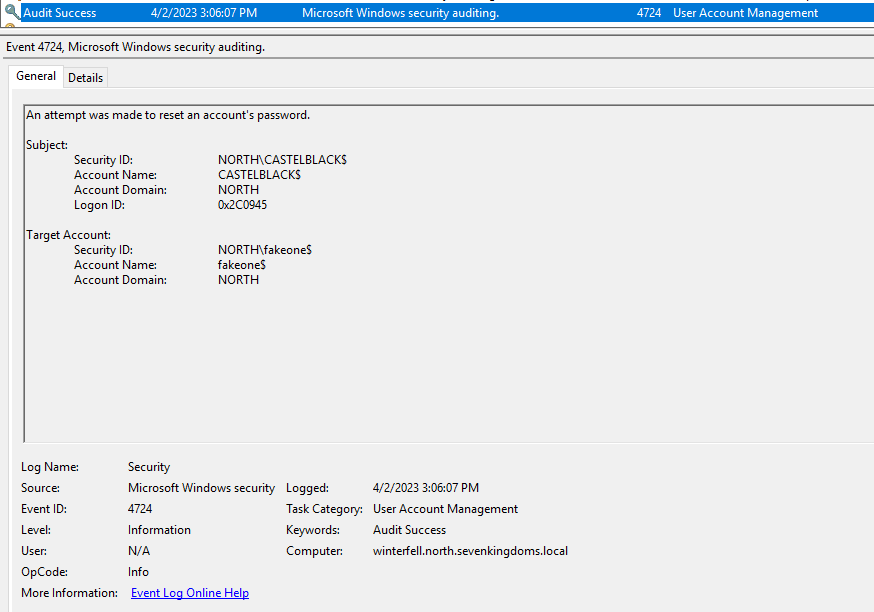 Audit Success 4/2/2023 3:06:07 PM Microsoft Windows security auditing. 4724 User Account Management
Event 4724, Microsoft Windows security auditing.
General Details
An attempt was made to reset an account's password.
Subject:
Security ID: NORTH\CASTELBLACK$
Account Name: CASTELBLACK$
Account Domain: NORTH
Logon ID: 0x2C0945
Target Account:
Security ID: NORTH\fakeone$
Account Name: fakeone$
Account Domain: NORTH
Log Name: Security
Source: Microsoft Windows security Logged: 4/2/2023 3:06:07 PM
Event ID: 4724 Task Category: User Account Management
Level: Information Keywords: Audit Success
User: N/A Computer: winterfell.north.sevenkingdoms.local
OpCode: Info
More Information: Event Log Online Help